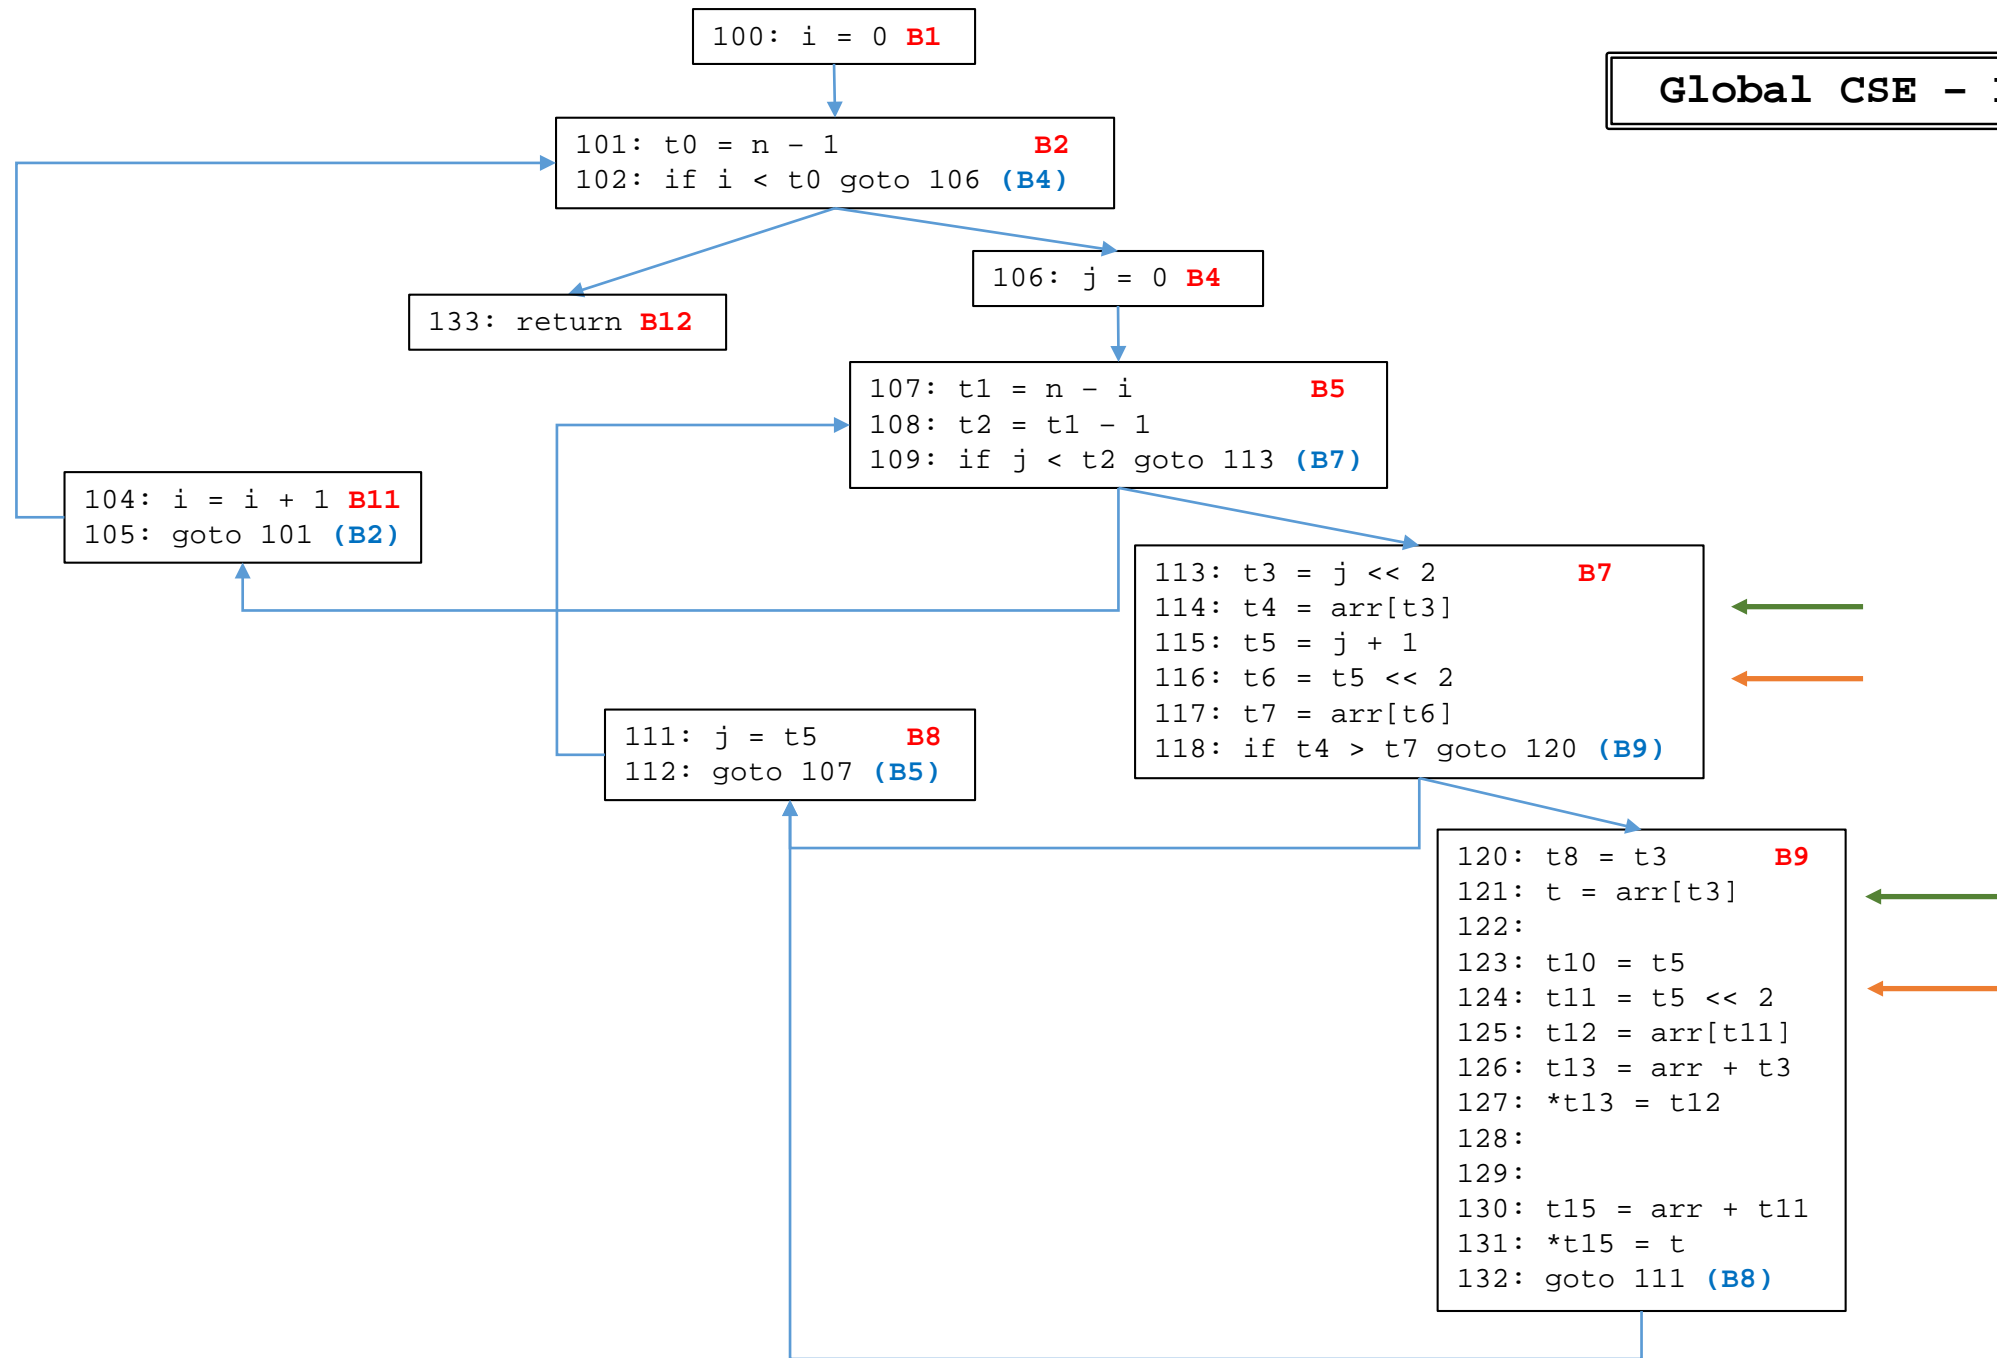 100: i = 0 B1
Global CSE –
101: t0 = n – 1 B2
102: if i < t0 goto 106 (B4)
106: j = 0 B4
133: return B12
107: t1 = n – i B5
108: t2 = t1 – 1
109: if j < t2 goto 113 (B7)
104: i = i + 1 B11
105: goto 101 (B2)
113: t3 = j << 2 B7
114: t4 = arr[t3]
115: t5 = j + 1
116: t6 = t5 << 2
117: t7 = arr[t6]
118: if t4 > t7 goto 120 (B9)
111: j = t5 B8
112: goto 107 (B5)
120: t8 = t3 B9
121: t = arr[t3]
122:
123: t10 = t5
124: t11 = t5 << 2
125: t12 = arr[t11]
126: t13 = arr + t3
127: *t13 = t12
128:
129:
130: t15 = arr + t11
131: *t15 = t
132: goto 111 (B8)